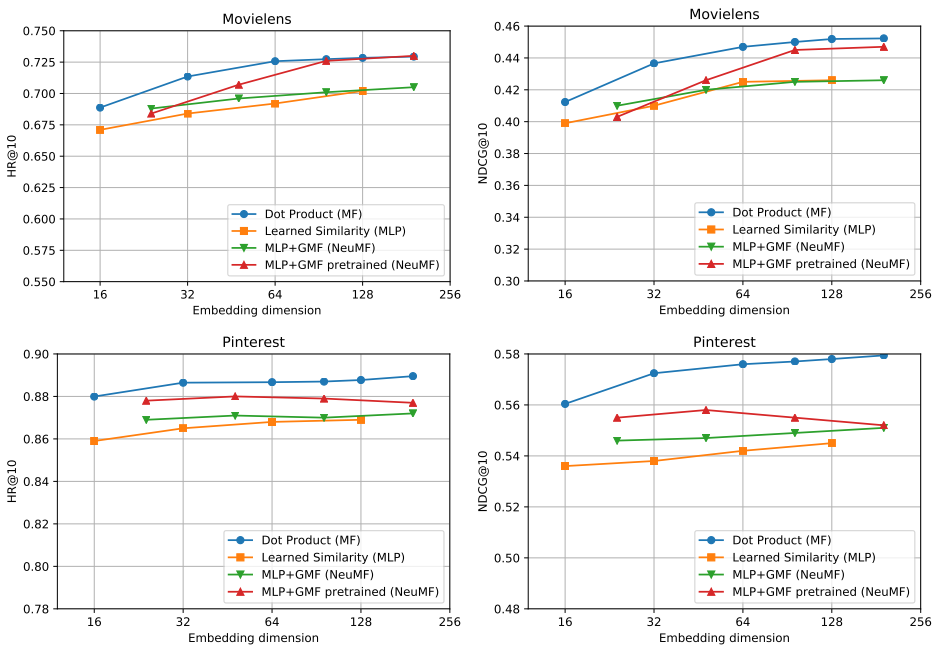 Movielens
0.750
0.725
0.700
0.675
0.650
0.625
0.600
0.575
0.550
HR@10
16
32
64
128
256
Embedding dimension
Dot Product (MF)
Learned Similarity (MLP)
MLP+GMF (NeuMF)
MLP+GMF pretrained (NeuMF)
Movielens
0.46
0.44
0.42
0.40
0.38
0.36
0.34
0.32
0.30
NDCG@10
16
32
64
128
256
Embedding dimension
Dot Product (MF)
Learned Similarity (MLP)
MLP+GMF (NeuMF)
MLP+GMF pretrained (NeuMF)
Pinterest
0.90
0.88
0.86
0.84
0.82
0.80
0.78
HR@10
16
32
64
128
256
Embedding dimension
Dot Product (MF)
Learned Similarity (MLP)
MLP+GMF (NeuMF)
MLP+GMF pretrained (NeuMF)
Pinterest
0.58
0.56
0.54
0.52
0.50
0.48
NDCG@10
16
32
64
128
256
Embedding dimension
Dot Product (MF)
Learned Similarity (MLP)
MLP+GMF (NeuMF)
MLP+GMF pretrained (NeuMF)